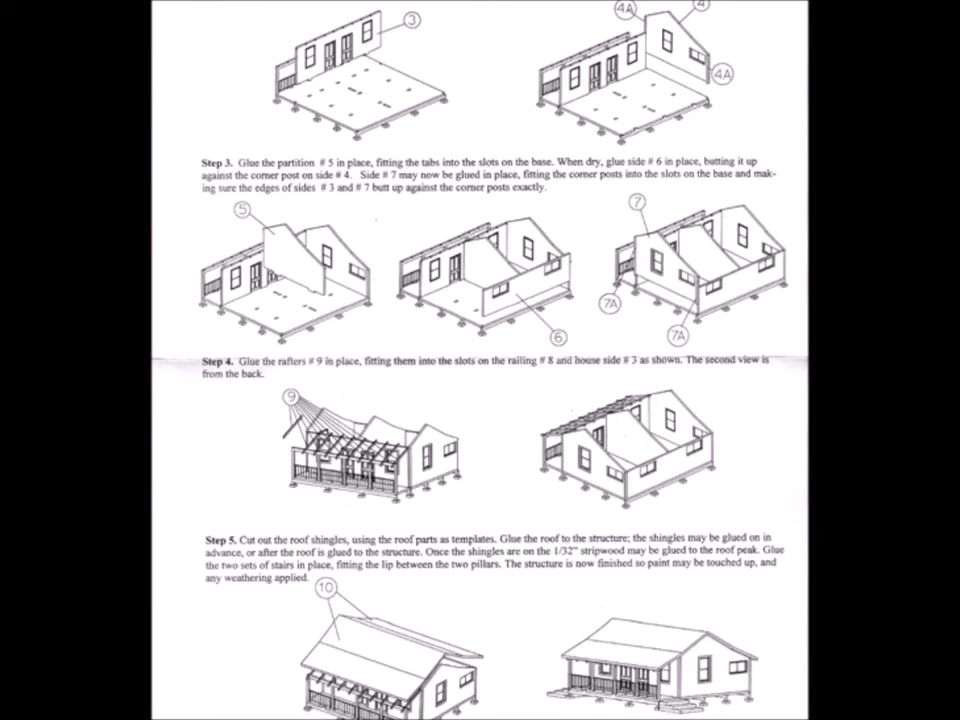 4A
4
3
4A
Step 3. Glue the partition # 5 in place, fitting the tabs into the slots on the base. When dry, glue side # 6 in place, butting it up
against the corner post on side # 4. Side # 7 may now be glued in place, fitting the corner posts into the slots on the base and mak-
ing sure the edges of sides # 3 and # 7 butt up against the corner posts exactly.
5
7
7A
6
7A
Step 4. Glue the rafters # 9 in place, fitting them into the slots on the railing # 8 and house side # 3 as shown. The second view is
from the back.
9
Step 5. Cut out the roof shingles, using the roof parts as templates. Glue the roof to the structure; the shingles may be glued on in
advance, or after the roof is glued to the structure. Once the shingles are on the 1/32" stripwood may be glued to the roof peak. Glue
the two sets of stairs in place, fitting the lip between the two pillars. The structure is now finished so paint may be touched up, and
any weathering applied.
10